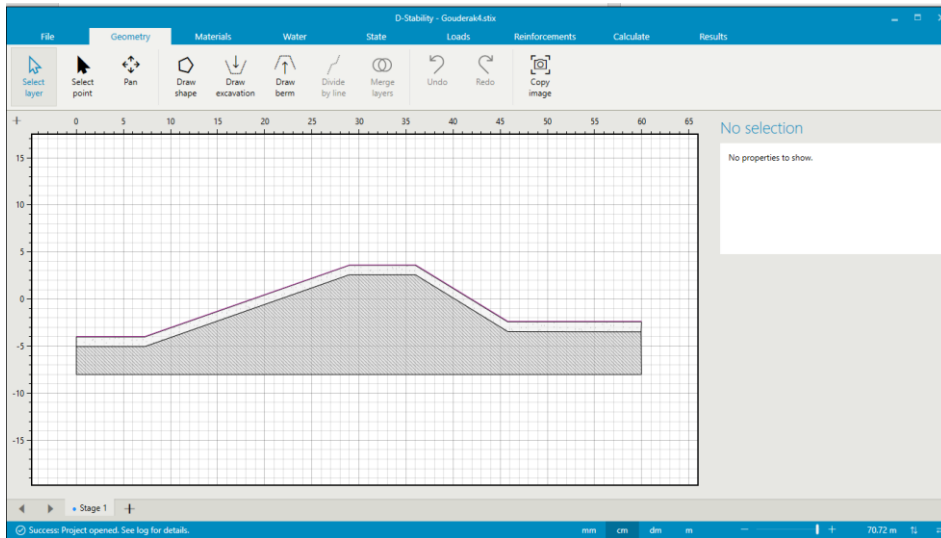 D-Stability - Gouderak4.stix
File Geometry Materials Water State Loads Reinforcements Calculate Results
Select layer
Select point
Pan
Draw shape
Draw excavation
Draw berm
Divide by line
Merge layers
Undo
Redo
Copy image
0 5 10 15 20 25 30 35 40 45 50 55 60 65
15
10
5
0
-5
-10
-15
No selection
No properties to show.
Stage 1
Success: Project opened. See log for details.
mm cm dm m
70.72 m